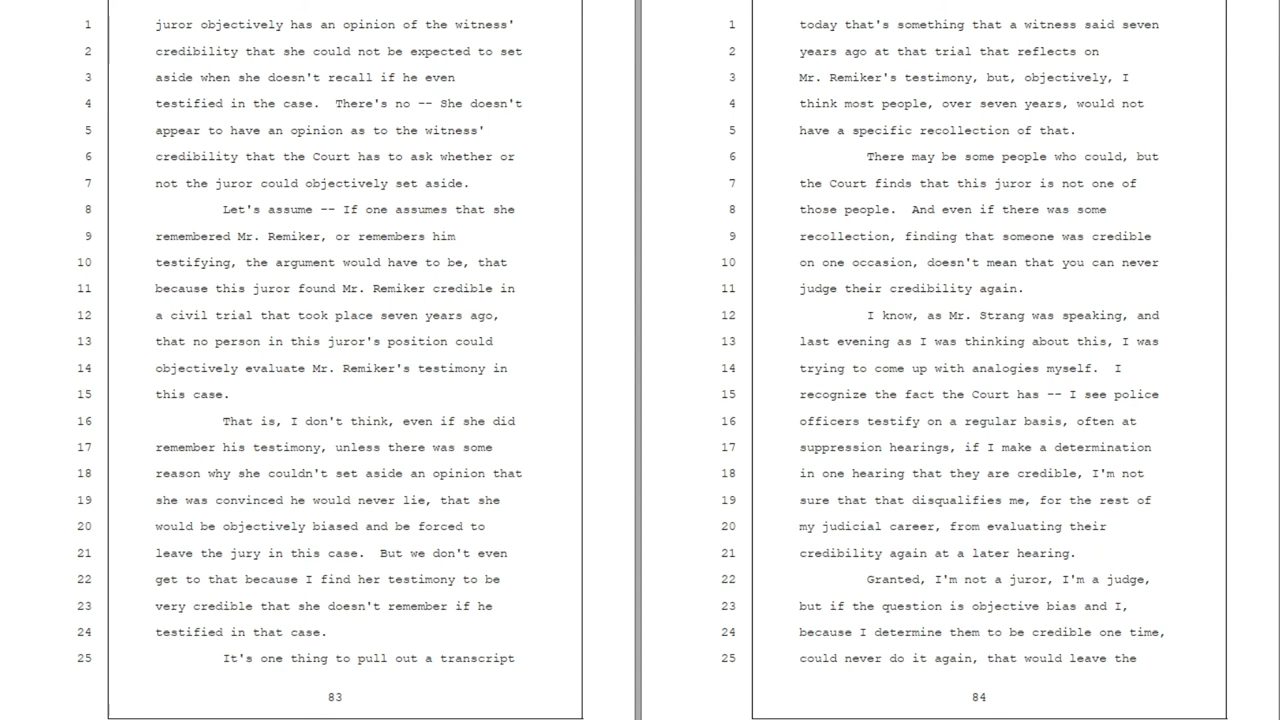 1 juror objectively has an opinion of the witness'
2 credibility that she could not be expected to set
3 aside when she doesn't recall if he even
4 testified in the case.  There's no -- She doesn't
5 appear to have an opinion as to the witness'
6 credibility that the Court has to ask whether or
7 not the juror could objectively set aside.
8 Let's assume -- If one assumes that she
9 remembered Mr. Remiker, or remembers him
10 testifying, the argument would have to be, that
11 because this juror found Mr. Remiker credible in
12 a civil trial that took place seven years ago,
13 that no person in this juror's position could
14 objectively evaluate Mr. Remiker's testimony in
15 this case.
16 That is, I don't think, even if she did
17 remember his testimony, unless there was some
18 reason why she couldn't set aside an opinion that
19 she was convinced he would never lie, that she
20 would be objectively biased and be forced to
21 leave the jury in this case.  But we don't even
22 get to that because I find her testimony to be
23 very credible that she doesn't remember if he
24 testified in that case.
25 It's one thing to pull out a transcript
83
1 today that's something that a witness said seven
2 years ago at that trial that reflects on
3 Mr. Remiker's testimony, but, objectively, I
4 think most people, over seven years, would not
5 have a specific recollection of that.
6 There may be some people who could, but
7 the Court finds that this juror is not one of
8 those people.  And even if there was some
9 recollection, finding that someone was credible
10 on one occasion, doesn't mean that you can never
11 judge their credibility again.
12 I know, as Mr. Strang was speaking, and
13 last evening as I was thinking about this, I was
14 trying to come up with analogies myself.  I
15 recognize the fact the Court has -- I see police
16 officers testify on a regular basis, often at
17 suppression hearings, if I make a determination
18 in one hearing that they are credible, I'm not
19 sure that that disqualifies me, for the rest of
20 my judicial career, from evaluating their
21 credibility again at a later hearing.
22 Granted, I'm not a juror, I'm a judge,
23 but if the question is objective bias and I,
24 because I determine them to be credible one time,
25 could never do it again, that would leave the
84